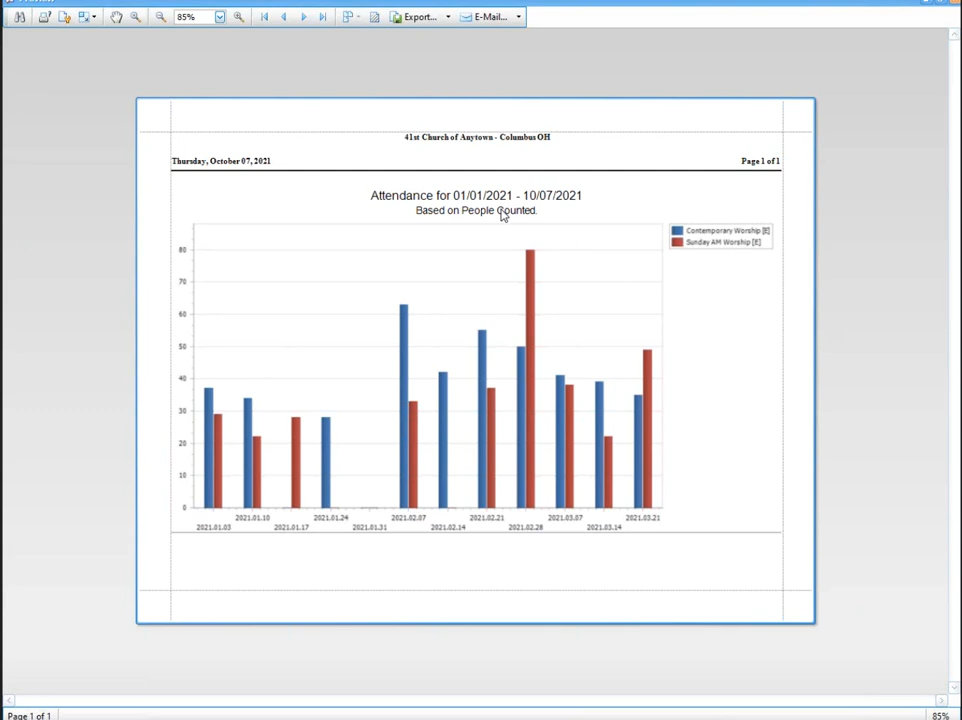 85%
Export...
E-Mail...
41st Church of Anytown - Columbus OH
Thursday, October 07, 2021
Page 1 of 1
Attendance for 01/01/2021 - 10/07/2021
Based on People Counted.
Contemporary Worship [E]
Sunday AM Worship [E]
80
70
60
50
40
30
20
10
0
2021.01.10 2021.01.24 2021.02.07 2021.02.21 2021.03.07 2021.03.21
2021.01.03 2021.01.17 2021.01.31 2021.02.14 2021.02.28 2021.03.14
Page 1 of 1
85%